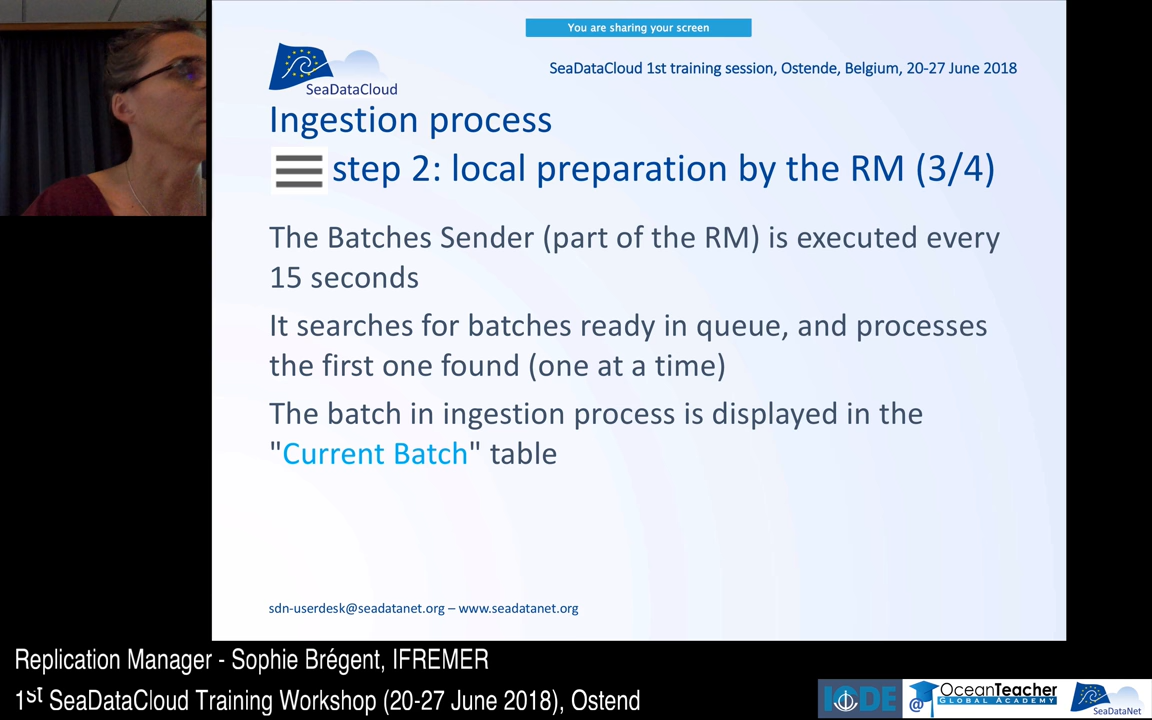 You are sharing your screen
SeaDataCloud
SeaDataCloud 1st training session, Ostende, Belgium, 20-27 June 2018
Ingestion process
step 2: local preparation by the RM (3/4)
The Batches Sender (part of the RM) is executed every
15 seconds
It searches for batches ready in queue, and processes
the first one found (one at a time)
The batch in ingestion process is displayed in the
"Current Batch" table
sdn-userdesk@seadatanet.org – www.seadatanet.org
Replication Manager - Sophie Brégent, IFREMER
1st SeaDataCloud Training Workshop (20-27 June 2018), Ostend
IODE
@ OceanTeacher
GLOBAL ACADEMY
SeaDataNet